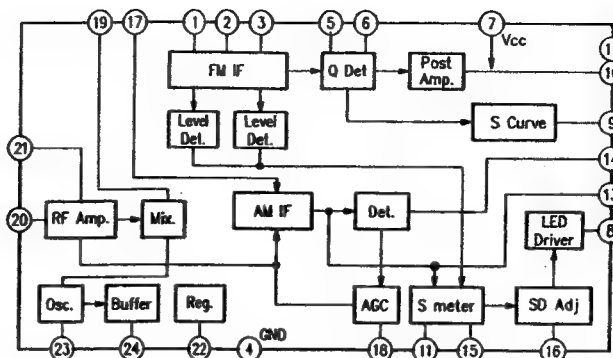 19 17 1 2 3 5 6 7
Vcc
FM IF
Q Det
Post
Amp.
Level
Det.
Level
Det.
S Curve
9
21
14
13
20
RF Amp.
Mix.
AM IF
Det.
LED
Driver
8
Osc.
Buffer
Reg.
AGC
S meter
SD Adj
GND
23 24 22 4 18 11 15 16